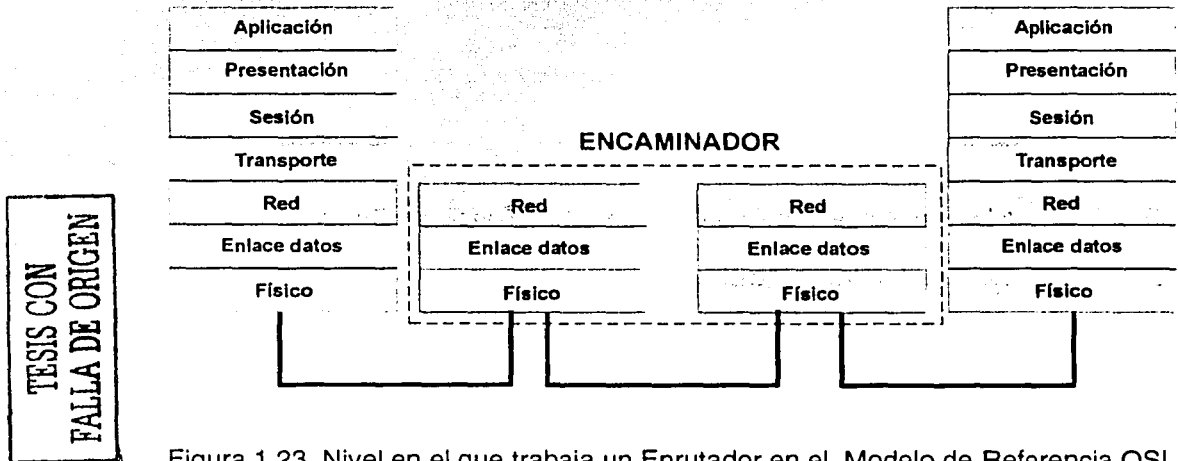 Aplicación
Presentación
Sesión
Transporte
Red
Enlace datos
Físico
ENCAMINADOR
Red
Enlace datos
Físico
Red
Enlace datos
Físico
Aplicación
Presentación
Sesión
Transporte
Red
Enlace datos
Físico
TESIS CON
FALLA DE ORIGEN
Figura 1.23. Nivel en el que trabaja un Enrutador en el Modelo de Referencia OSI